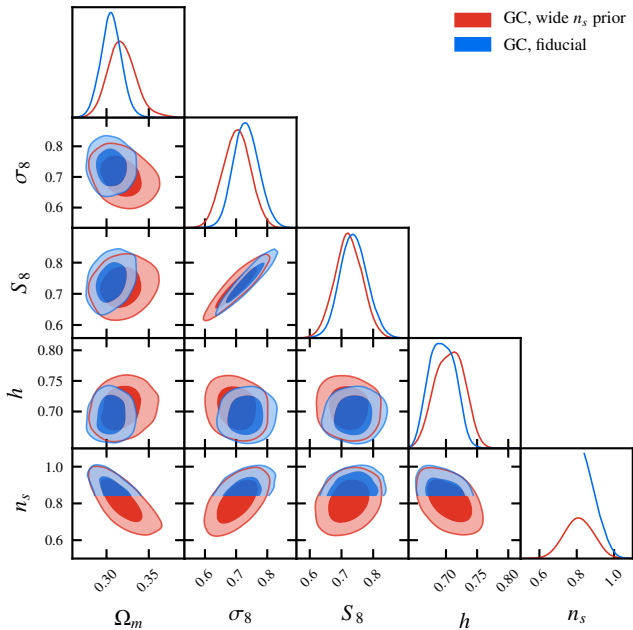 GC, wide n_s prior
GC, fiducial
0.8
0.7
0.6
σ_8
0.8
0.7
0.6
S_8
0.80
0.75
0.70
h
1.0
0.8
0.6
n_s
0.30 0.35 0.6 0.7 0.8 0.6 0.7 0.8 0.70 0.75 0.80 0.6 0.8 1.0
Ω_m σ_8 S_8 h n_s